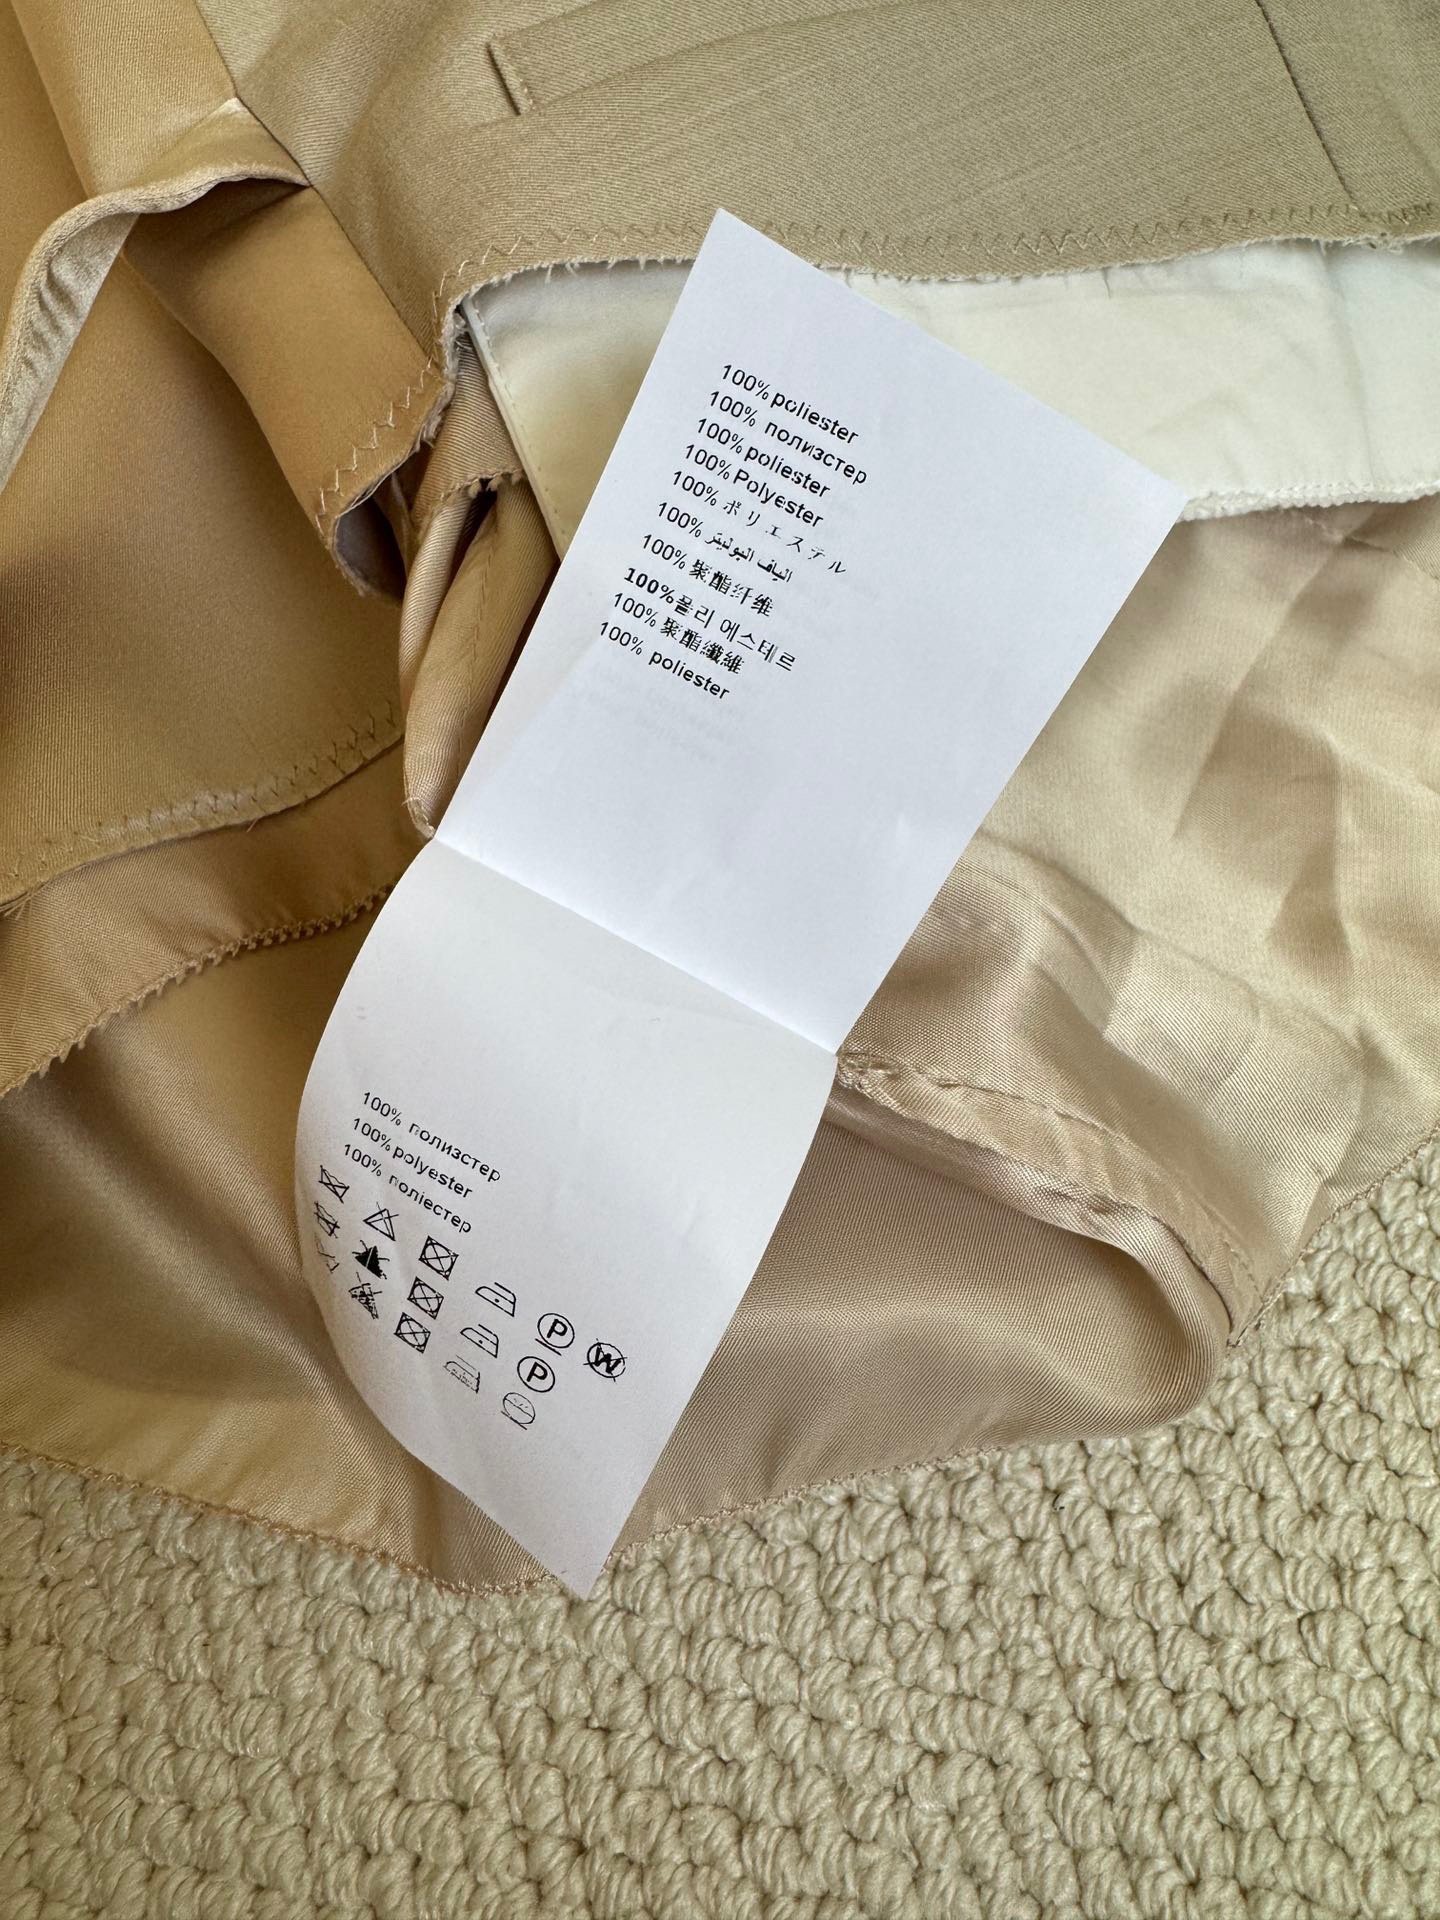 100% poliester
100% полиэстер
100% poliester
100% Polyester
100% ポリエステル
100% الياف البوليستر
100% 聚酯纤维
100% 폴리 에스테르
100% 聚酯纖維
100% poliester
100% полиэстер
100% polyester
100% поліестер
P W
P